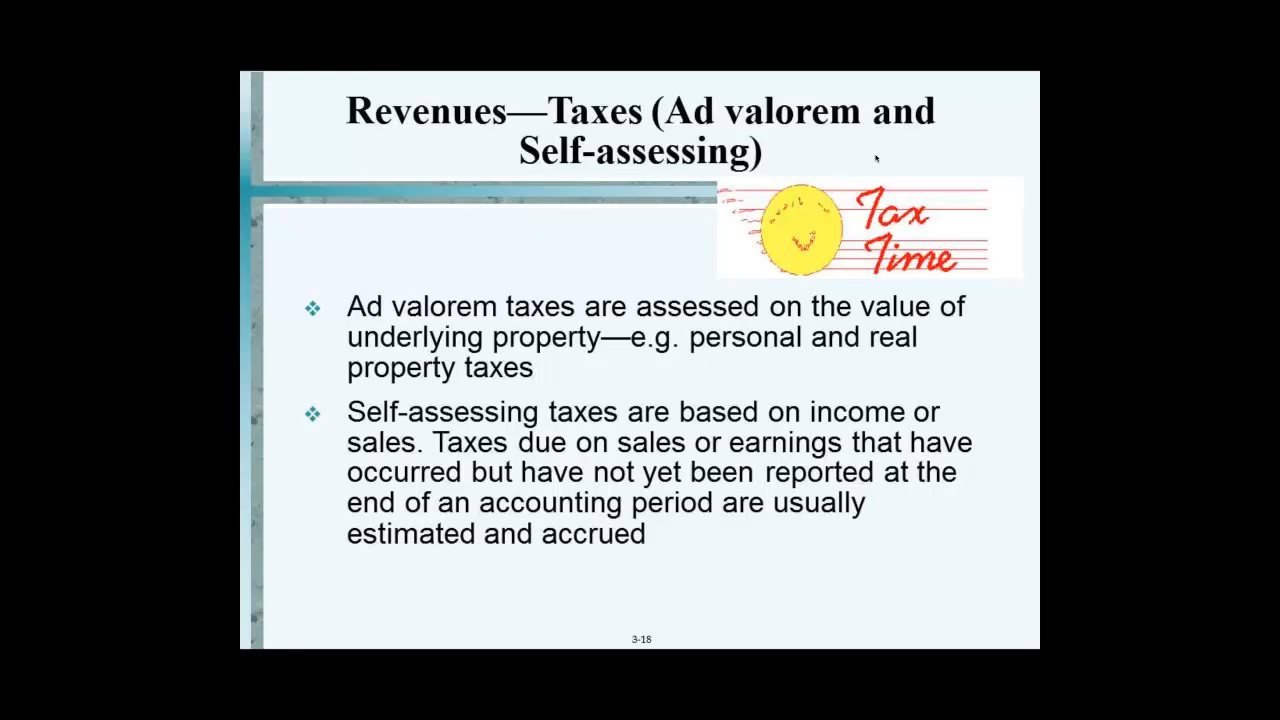 Revenues—Taxes (Ad valorem and
Self-assessing)
Tax
Time
Ad valorem taxes are assessed on the value of
underlying property—e.g. personal and real
property taxes
Self-assessing taxes are based on income or
sales. Taxes due on sales or earnings that have
occurred but have not yet been reported at the
end of an accounting period are usually
estimated and accrued
3-18